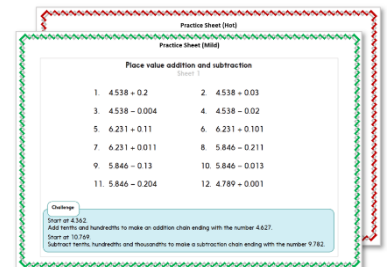 Practice Sheet (Hot)
Practice Sheet (Mild)
Place value addition and subtraction
Sheet 1
1. 4.538 + 0.2 2. 4.538 + 0.03
3. 4.538 – 0.004 4. 4.538 – 0.02
5. 6.231 + 0.11 6. 6.231 + 0.101
7. 6.231 + 0.011 8. 5.846 – 0.211
9. 5.846 – 0.13 10. 5.846 – 0.013
11. 5.846 – 0.204 12. 4.789 + 0.001
Challenge
Start at 4.362.
Add tenths and hundredths to make an addition chain ending with the number 4.627.
Start at 10.769.
Subtract tenths, hundredths and thousandths to make a subtraction chain ending with the number 9.782.